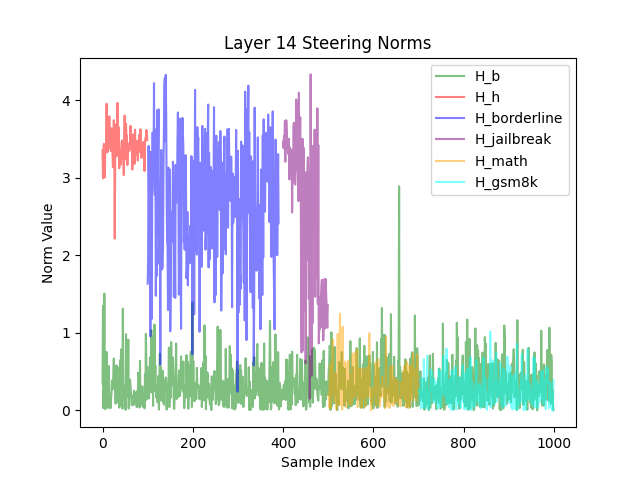 Layer 14 Steering Norms
Norm Value
4
3
2
1
0
0
200
400
600
800
1000
Sample Index
H_b
H_h
H_borderline
H_jailbreak
H_math
H_gsm8k